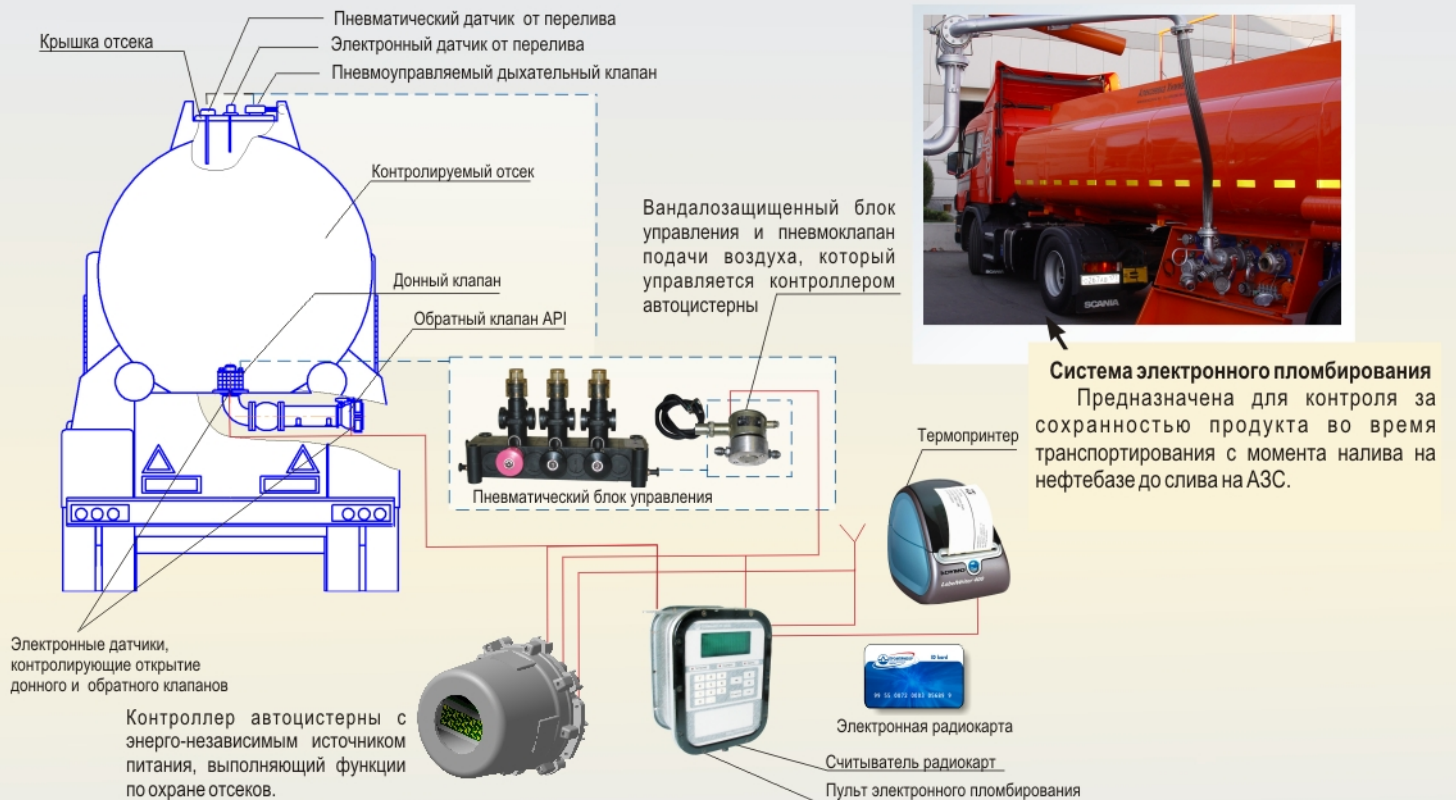 Пневматический датчик от перелива
Крышка отсека
Электронный датчик от перелива
Пневмоуправляемый дыхательный клапан
Контролируемый отсек
Вандалозащищенный блок
управления и пневмоклапан
подачи воздуха, который
управляется контроллером
автоцистерны
Донный клапан
Обратный клапан API
SCANIA
Система электронного пломбирования
Предназначена для контроля за
сохранностью продукта во время
транспортирования с момента налива на
нефтебазе до слива на АЗС.
Термопринтер
Пневматический блок управления
Электронные датчики,
контролирующие открытие
донного и обратного клапанов
Контроллер автоцистерны с
энерго-независимым источником
питания, выполняющий функции
по охране отсеков.
Электронная радиокарта
Считыватель радиокарт
Пульт электронного пломбирования